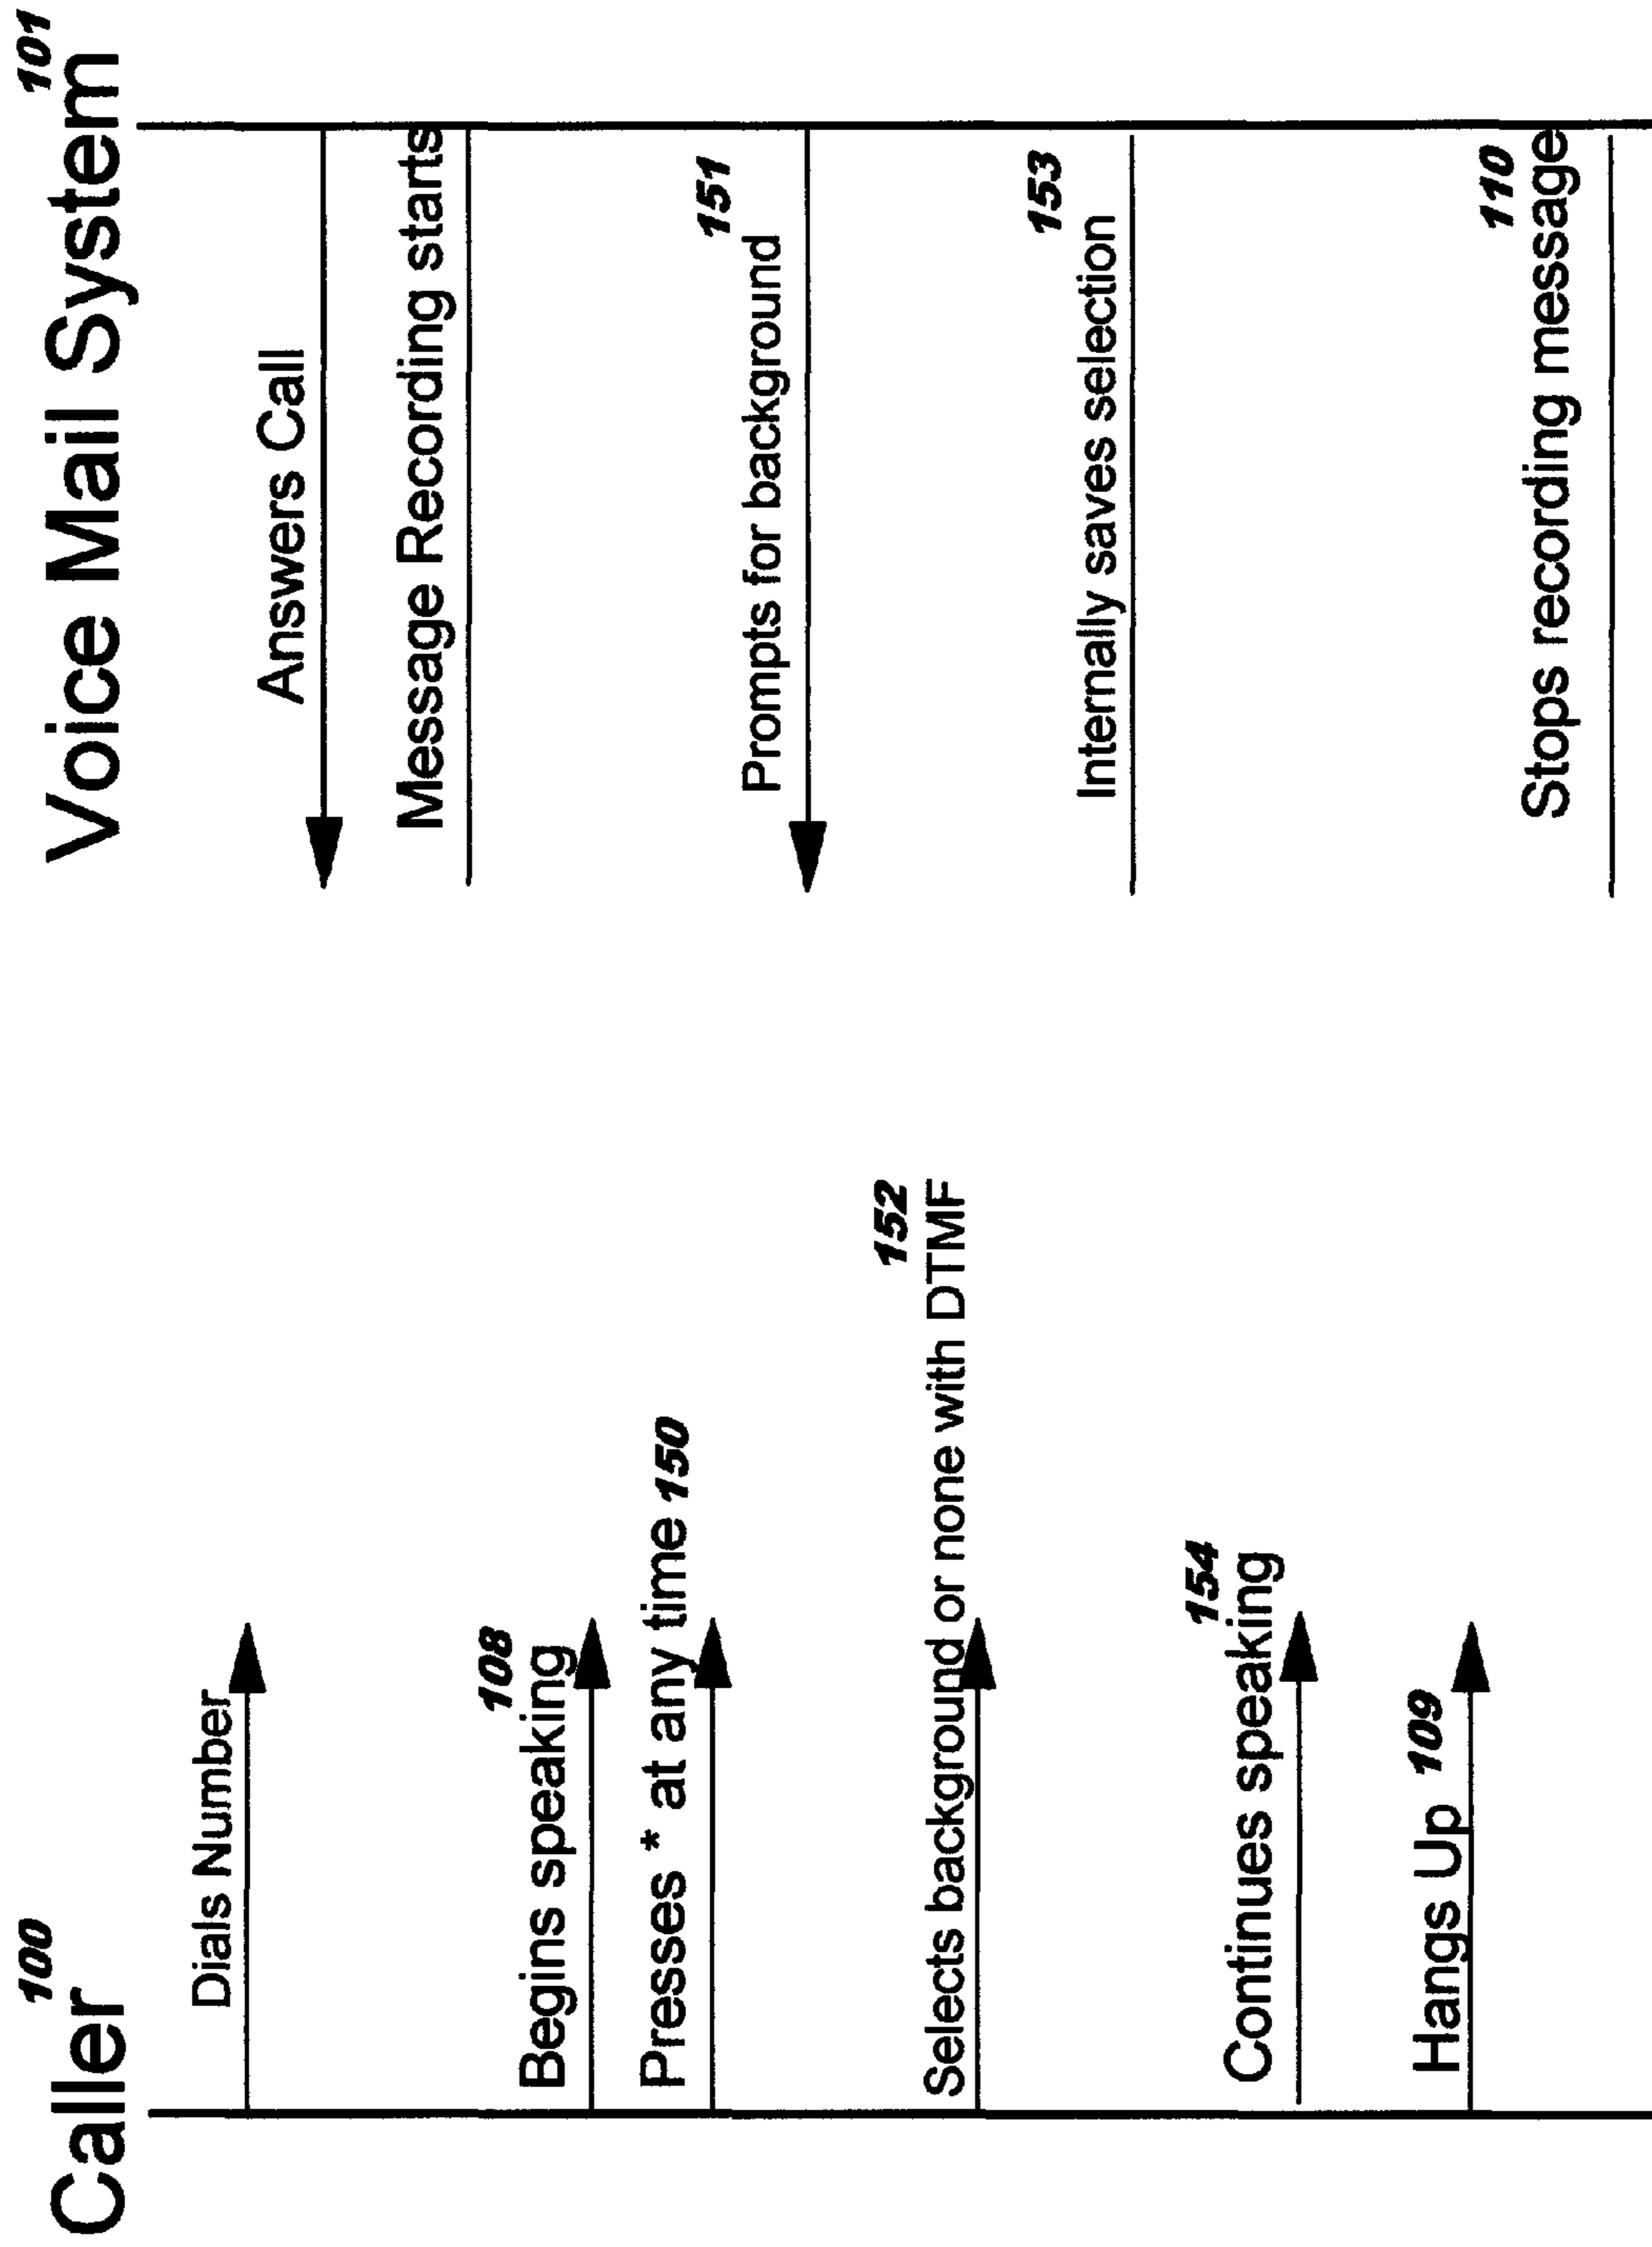 Caller 100
Voice Mail System 101
Dials Number
Answers Call
Message Recording starts
108
Begins speaking
Presses * at any time 150
151
Prompts for background
152
Selects background or none with DTMF
153
Internally saves selection
154
Continues speaking
Hangs Up 109
110
Stops recording message